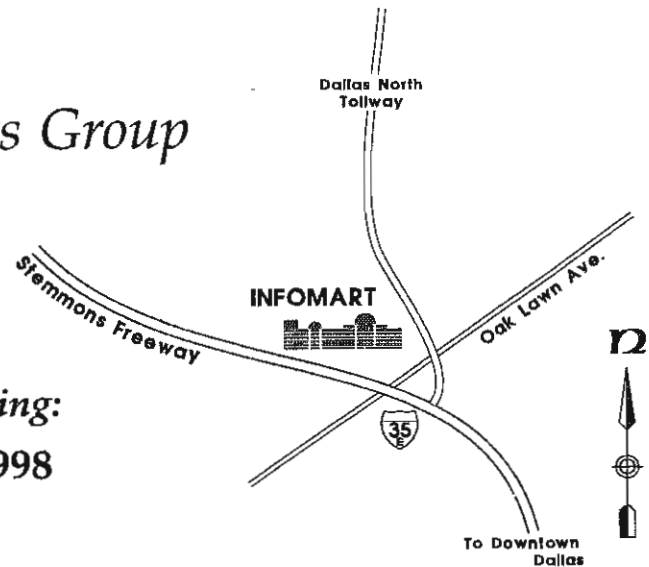 Dallas North
Tollway
s Group
Stemmons Freeway
INFOMART
Oak Lawn Ave.
n
ing:
998
35
E
To Downtown
Dallas